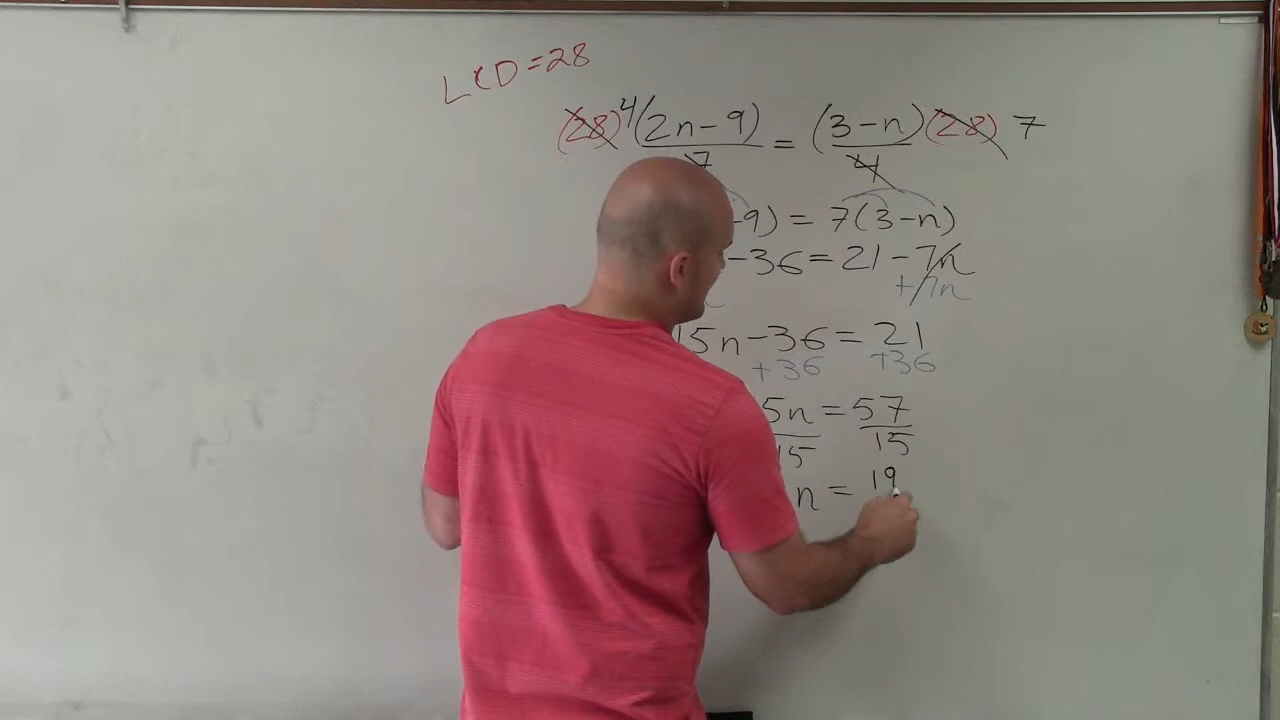 LCD=28
(28) 4 (2n-9)/7 = (3-n)/4 (28) 7
-9) = 7(3-n)
-36 = 21 - 7n
+7n
15n-36 = 21
+36 +36
5n = 57
15 15
n = 19